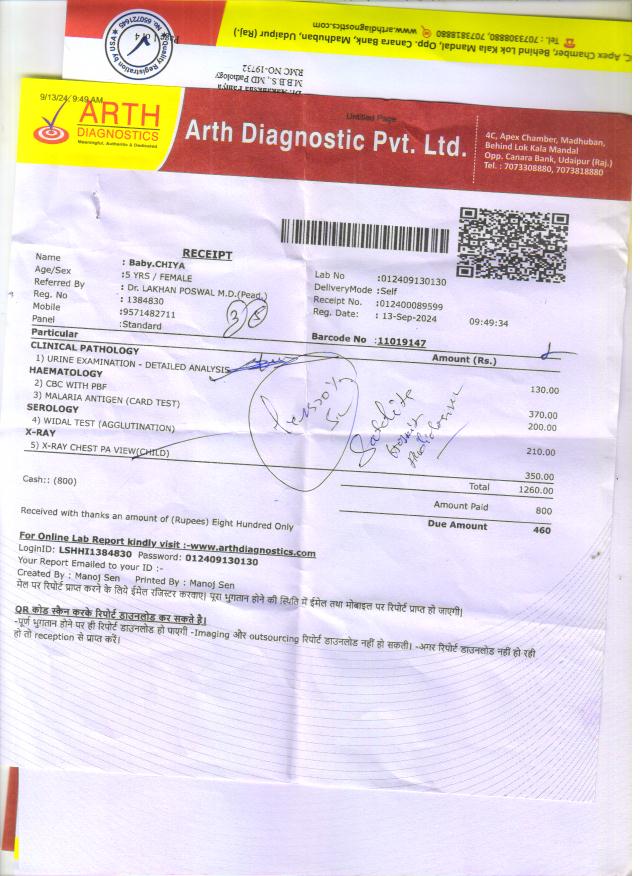 C, Apex Chamber, Behind Lok Kala Mandal, Opp. Canara Bank, Madhuban, Udaipur (Raj.)
Tel. : 7073308880, 7073818880 www.arthdiagnostics.com
Quality Registration by USA
No. 650721645
M.B.B.S., MD Pathology
RMC NO-19732
9/13/24, 9:49 AM
Untitled Page
ARTH
DIAGNOSTICS
Meaningful, Authentic & Dedicated
Arth Diagnostic Pvt. Ltd.
4C, Apex Chamber, Madhuban,
Behind Lok Kala Mandal
Opp. Canara Bank, Udaipur (Raj.)
Tel. : 7073308880, 7073818880
RECEIPT
Name : Baby.CHIYA
Age/Sex :5 YRS / FEMALE
Referred By : Dr. LAKHAN POSWAL M.D.(Pead.)
Reg. No : 1384830
Mobile :9571482711
Panel :Standard
Lab No :012409130130
DeliveryMode :Self
Receipt No. :012400089599
Reg. Date: : 13-Sep-2024 09:49:34
Barcode No :11019147
Particular Amount (Rs.)
CLINICAL PATHOLOGY
1) URINE EXAMINATION - DETAILED ANALYSIS 130.00
HAEMATOLOGY
2) CBC WITH PBF 370.00
3) MALARIA ANTIGEN (CARD TEST) 200.00
SEROLOGY
4) WIDAL TEST (AGGLUTINATION) 210.00
X-RAY
5) X-RAY CHEST PA VIEW(CHILD) 350.00
Total 1260.00
Cash:: (800)
Amount Paid 800
Due Amount 460
Received with thanks an amount of (Rupees) Eight Hundred Only
For Online Lab Report kindly visit :-www.arthdiagnostics.com
LoginID: LSHHI1384830 Password: 012409130130
Your Report Emailed to your ID :-
Created By : Manoj Sen Printed By : Manoj Sen
मेल पर रिपोर्ट प्राप्त करने के लिये ईमेल रजिस्टर करवाए। पूरा भुगतान होने की स्थिति में ईमेल तथा मोबाइल पर रिपोर्ट प्राप्त हो जाएगी।
QR कोड स्कैन करके रिपोर्ट डाउनलोड कर सकते है।
-पूर्ण भुगतान होने पर ही रिपोर्ट डाउनलोड हो पाएगी -Imaging और outsourcing रिपोर्ट डाउनलोड नहीं हो सकती। -अगर रिपोर्ट डाउनलोड नहीं हो रही
हो तो reception से प्राप्त करें।